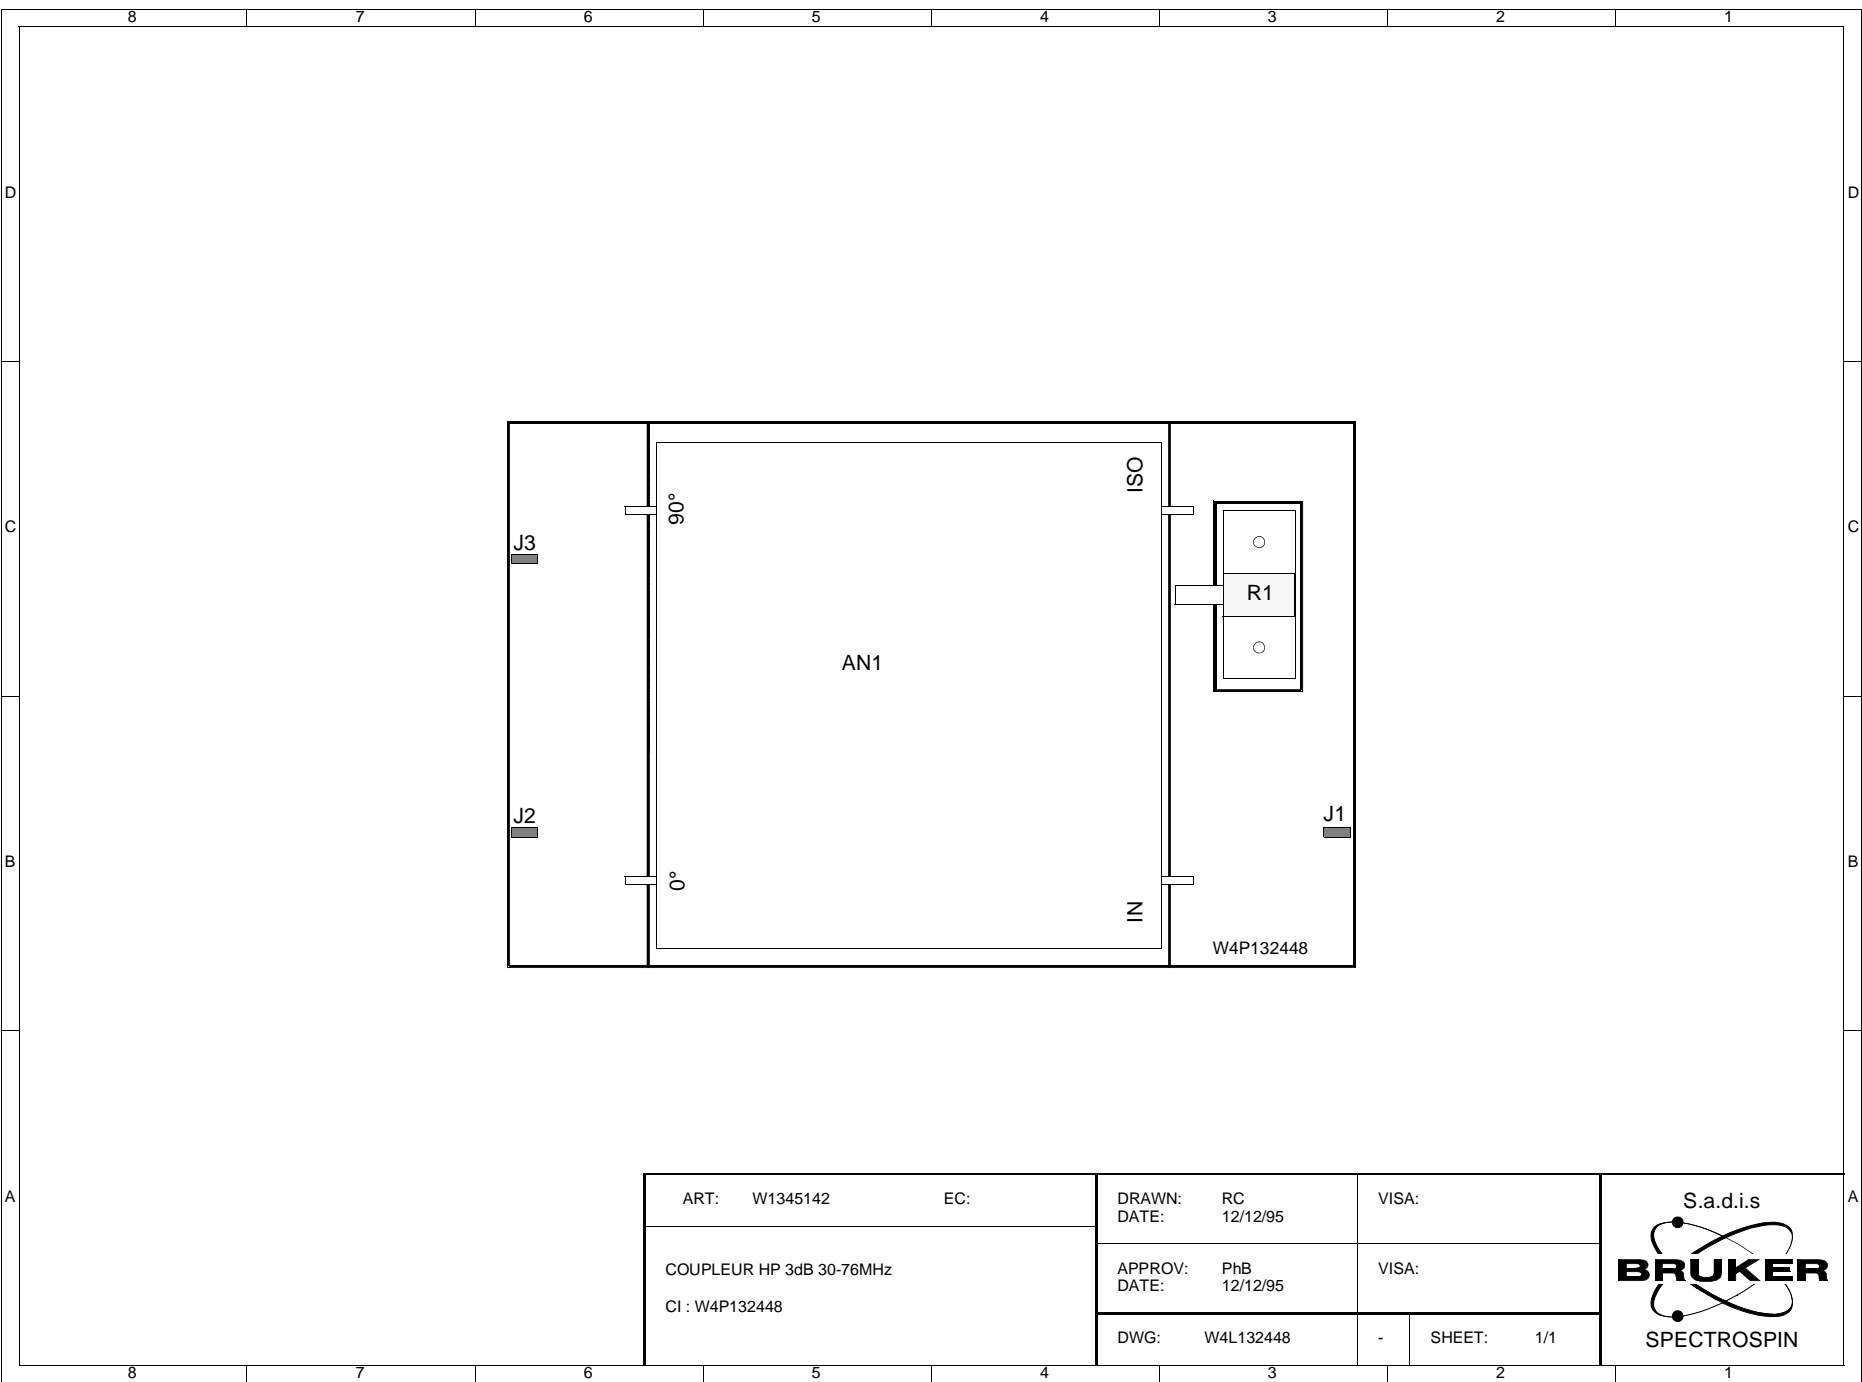 8 7 6 5 4 3 2 1
D D
ISO
90°
C C
J3
R1
AN1
J2 J1
B B
0°
IN
W4P132448
A A
ART: W1345142 EC:
COUPLEUR HP 3dB 30-76MHz
CI : W4P132448
DRAWN: RC
DATE: 12/12/95
VISA:
APPROV: PhB
DATE: 12/12/95
VISA:
DWG: W4L132448 - SHEET: 1/1
S.a.d.i.s
BRUKER
SPECTROSPIN
8 7 6 5 4 3 2 1